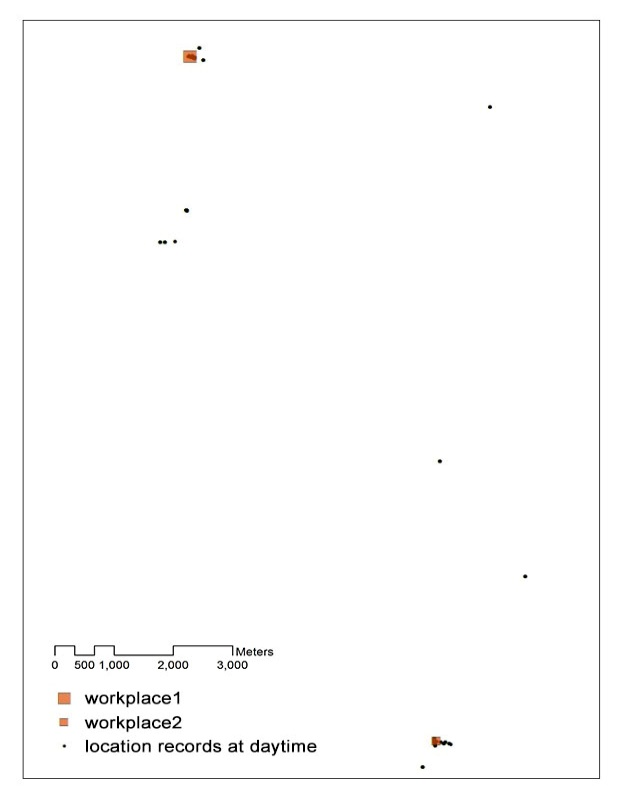 Meters
0 500 1,000 2,000 3,000
workplace1
workplace2
location records at daytime